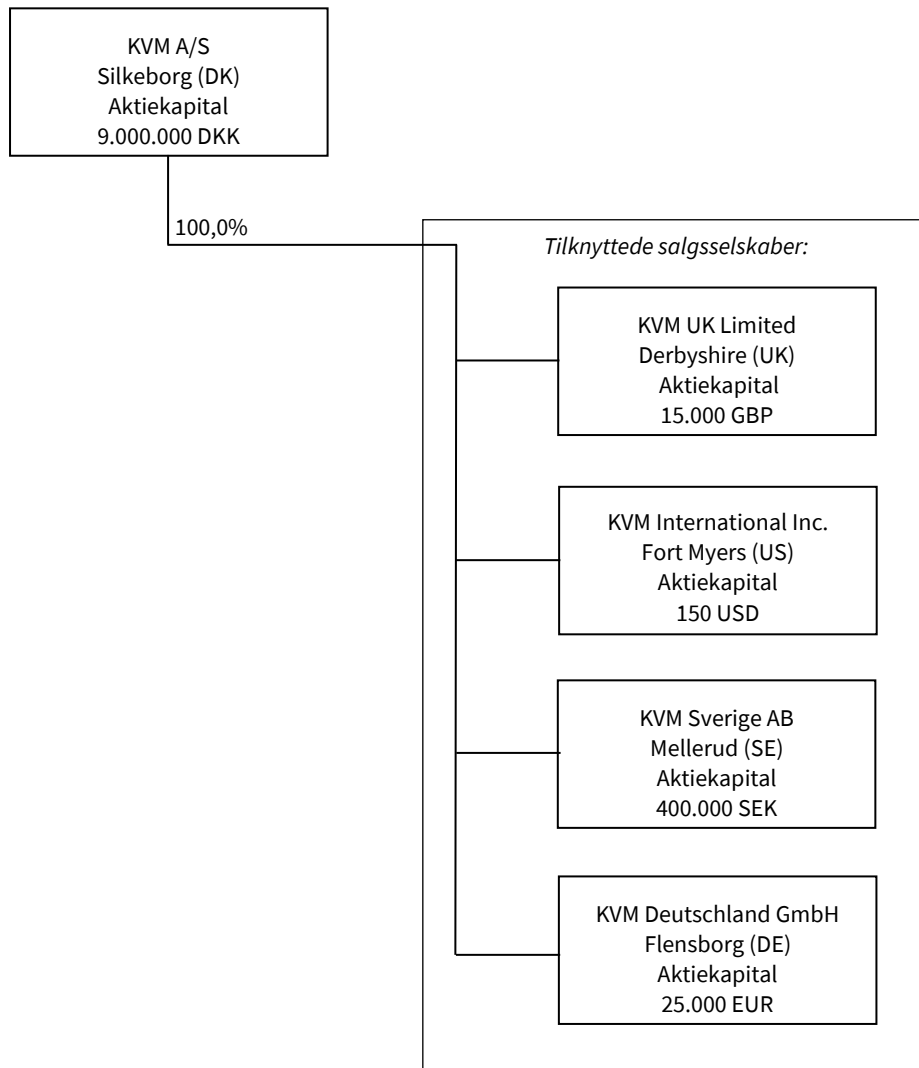 KVM A/S
Silkeborg (DK)
Aktiekapital
9.000.000 DKK
100,0%
Tilknyttede salgsselskaber:
KVM UK Limited
Derbyshire (UK)
Aktiekapital
15.000 GBP
KVM International Inc.
Fort Myers (US)
Aktiekapital
150 USD
KVM Sverige AB
Mellerud (SE)
Aktiekapital
400.000 SEK
KVM Deutschland GmbH
Flensborg (DE)
Aktiekapital
25.000 EUR